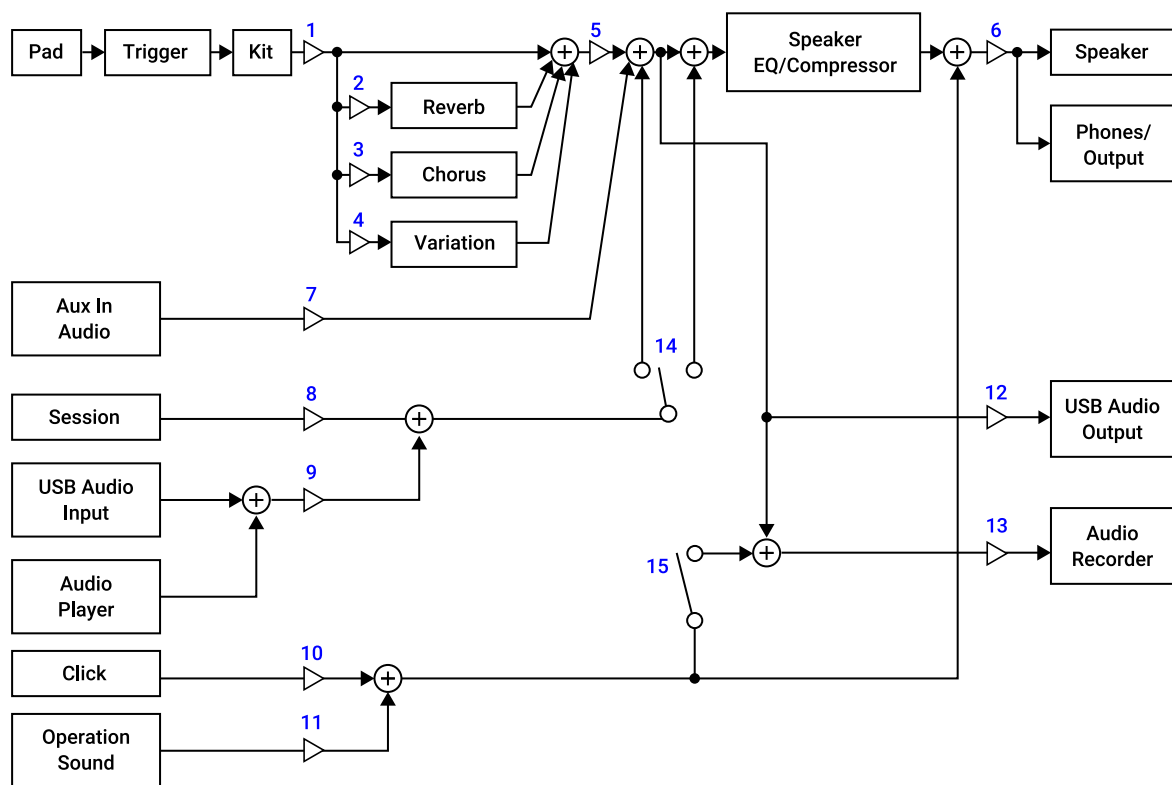 1
5
6
Pad
Trigger
Kit
+
+
+
Speaker
EQ/Compressor
+
Speaker
2
Reverb
Phones/
Output
3
Chorus
4
Variation
Aux In
Audio
7
14
Session
8
+
12
USB Audio
Output
USB Audio
Input
+
9
13
Audio
Recorder
15
+
Audio
Player
Click
10
+
Operation
Sound
11